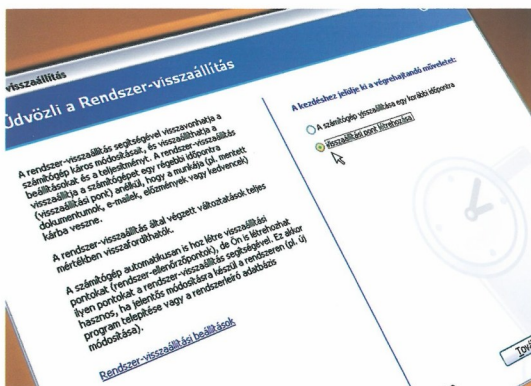 visszaállítás
Üdvözli a Rendszer-visszaállítás
A rendszer-visszaállítás segítségével visszavonhatja a
számítógép káros módosításait, és visszaállíthatja a
beállításokat és a teljesítményt. A rendszer-visszaállítás
visszaállítja a számítógépet egy régebbi időpontra
(visszaállítási pont) anélkül, hogy a munkája (pl. mentett
dokumentumok, e-mailek, előzmények vagy kedvencek)
kárba veszne.
A rendszer-visszaállítás által végzett változtatások teljes
mértékben visszafordíthatók.
A számítógép automatikusan is hoz létre visszaállítási
pontokat (rendszer-ellenőrzőpontok), de Ön is létrehozhat
ilyen pontokat a rendszer-visszaállítás segítségével. Ez akkor
hasznos, ha jelentős módosításra készül a rendszeren (pl. új
program telepítése vagy a rendszerleíró adatbázis
módosítása).
Rendszer-visszaállítási beállítások
A kezdéshez jelölje ki a végrehajtandó műveletet:
A számítógép visszaállítása egy korábbi időpontra
Visszaállítási pont létrehozása